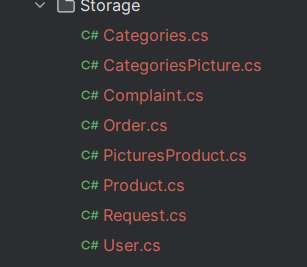 Storage
C# Categories.cs
C# CategoriesPicture.cs
C# Complaint.cs
C# Order.cs
C# PicturesProduct.cs
C# Product.cs
C# Request.cs
C# User.cs